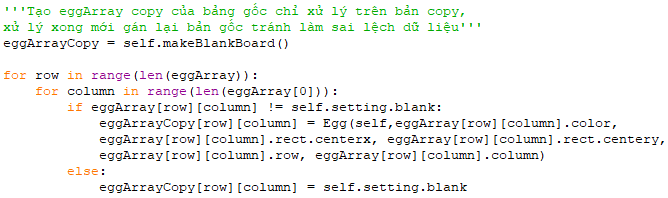 '''Tạo eggArray copy của bảng gốc chỉ xử lý trên bản copy,
xử lý xong mới gán lại bản gốc tránh làm sai lệch dữ liệu'''
eggArrayCopy = self.makeBlankBoard()

for row in range(len(eggArray)):
    for column in range(len(eggArray[0])):
        if eggArray[row][column] != self.setting.blank:
            eggArrayCopy[row][column] = Egg(self,eggArray[row][column].color,
            eggArray[row][column].rect.centerx, eggArray[row][column].rect.centery,
            eggArray[row][column].row, eggArray[row][column].column)
        else:
            eggArrayCopy[row][column] = self.setting.blank